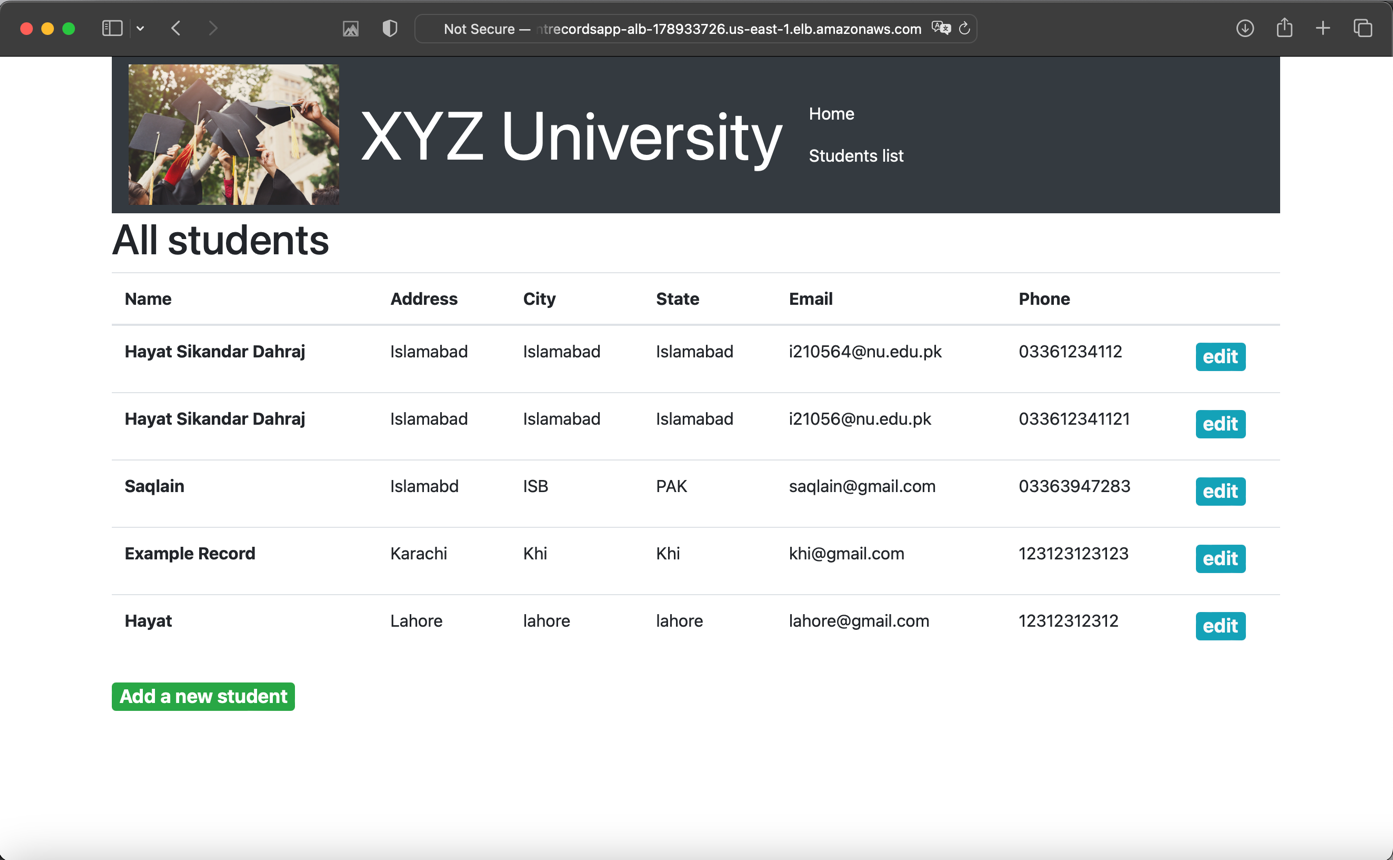 Not Secure — ntrecordsapp-alb-178933726.us-east-1.elb.amazonaws.com
XYZ University
Home
Students list
All students
Name Address City State Email Phone
Hayat Sikandar Dahraj Islamabad Islamabad Islamabad i210564@nu.edu.pk 03361234112 edit
Hayat Sikandar Dahraj Islamabad Islamabad Islamabad i21056@nu.edu.pk 033612341121 edit
Saqlain Islamabd ISB PAK saqlain@gmail.com 03363947283 edit
Example Record Karachi Khi Khi khi@gmail.com 123123123123 edit
Hayat Lahore lahore lahore lahore@gmail.com 12312312312 edit
Add a new student